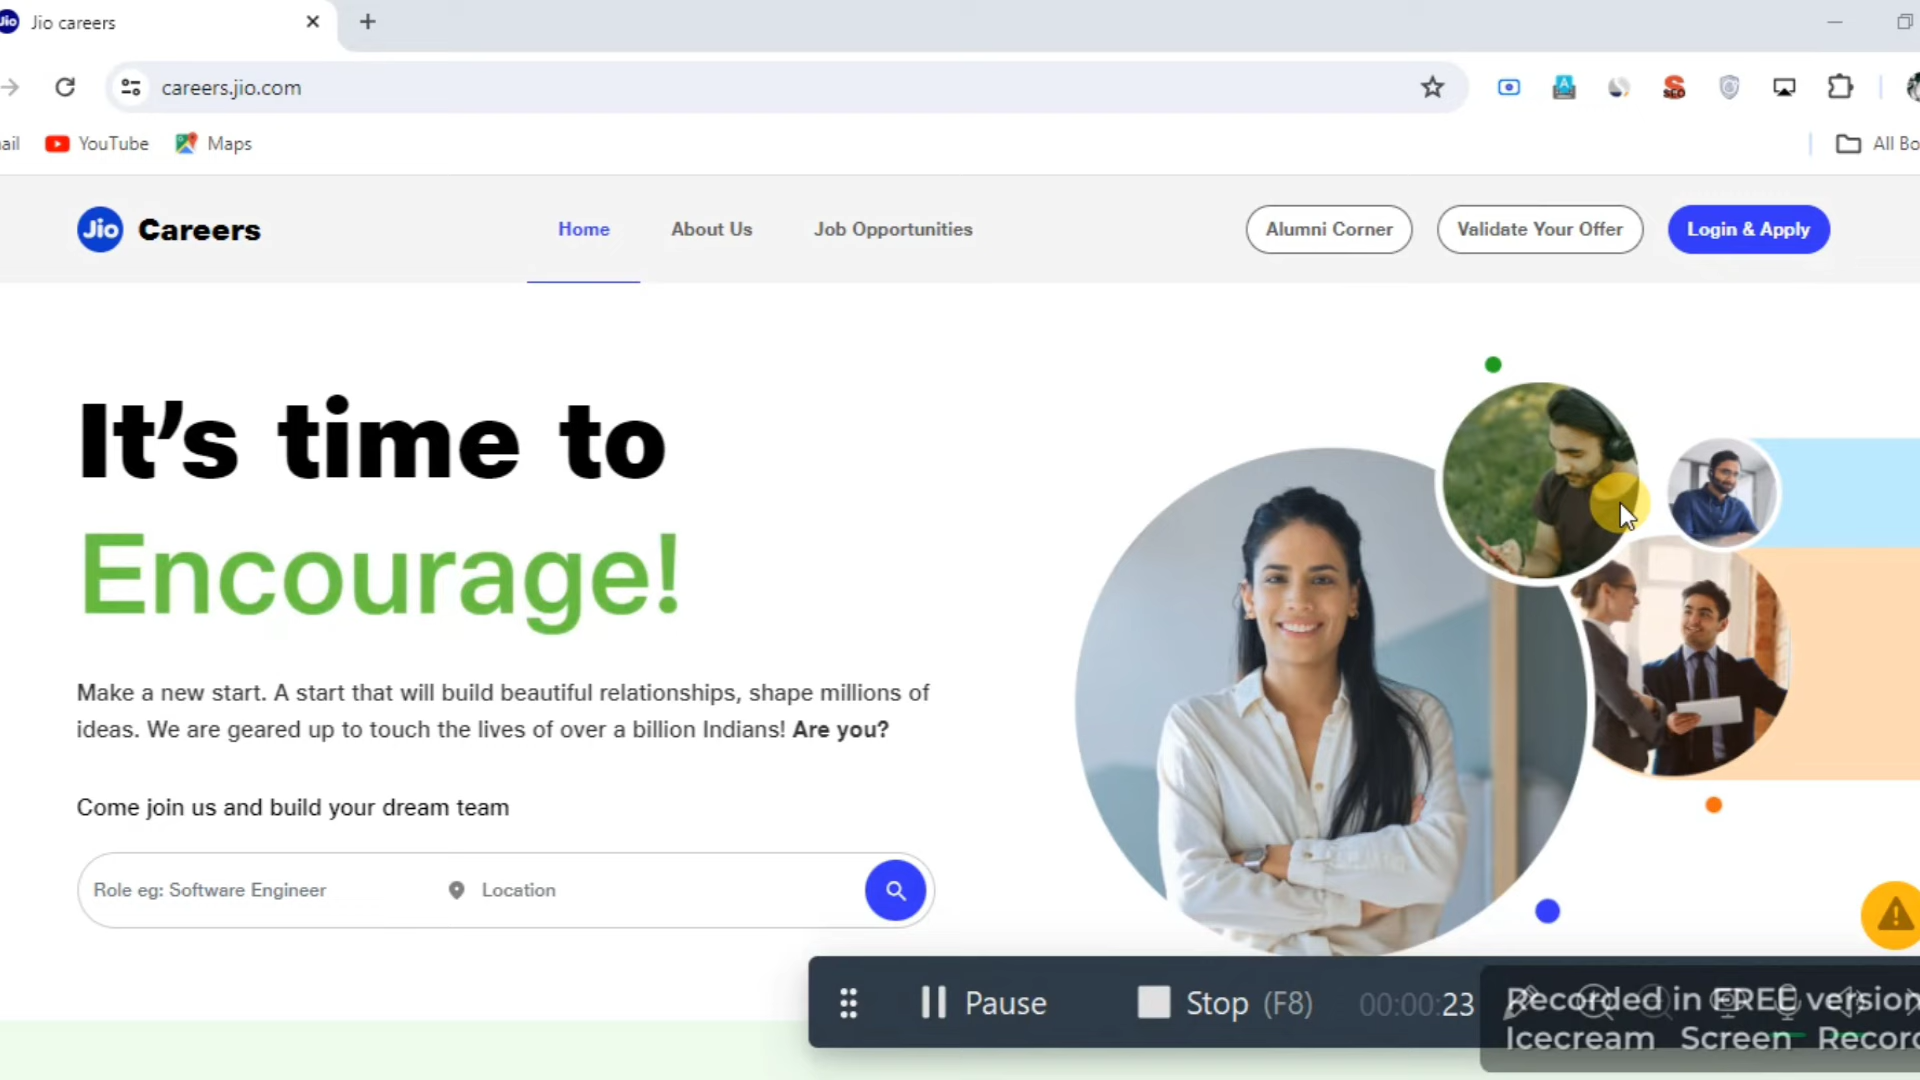 Jio careers
careers.jio.com
YouTube
Maps
All Bo
Jio Careers
Home
About Us
Job Opportunities
Alumni Corner
Validate Your Offer
Login & Apply
It's time to
Encourage!
Make a new start. A start that will build beautiful relationships, shape millions of
ideas. We are geared up to touch the lives of over a billion Indians! Are you?
Come join us and build your dream team
Role eg: Software Engineer
Location
Pause
Stop (F8)
00:00:23
Recorded in FREE version
Icecream Screen Recor